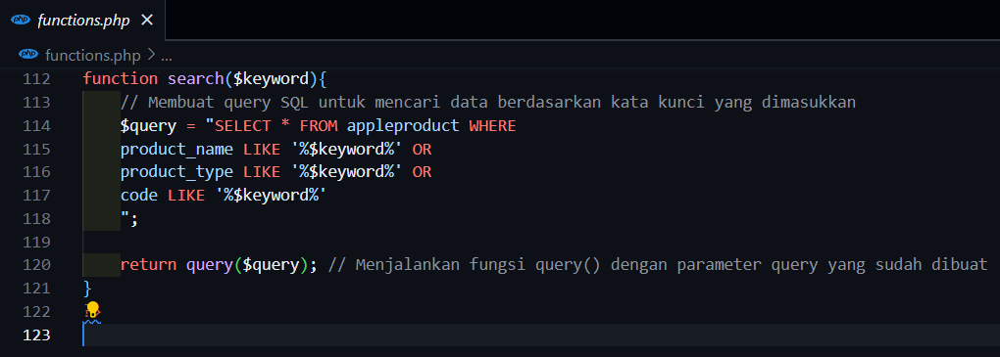 php functions.php ×
php functions.php > ...
112 function search($keyword){
113 // Membuat query SQL untuk mencari data berdasarkan kata kunci yang dimasukkan
114 $query = "SELECT * FROM appleproduct WHERE
115 product_name LIKE '%$keyword%' OR
116 product_type LIKE '%$keyword%' OR
117 code LIKE '%$keyword%'
118 ";
119
120 return query($query); // Menjalankan fungsi query() dengan parameter query yang sudah dibuat
121 }
122
123